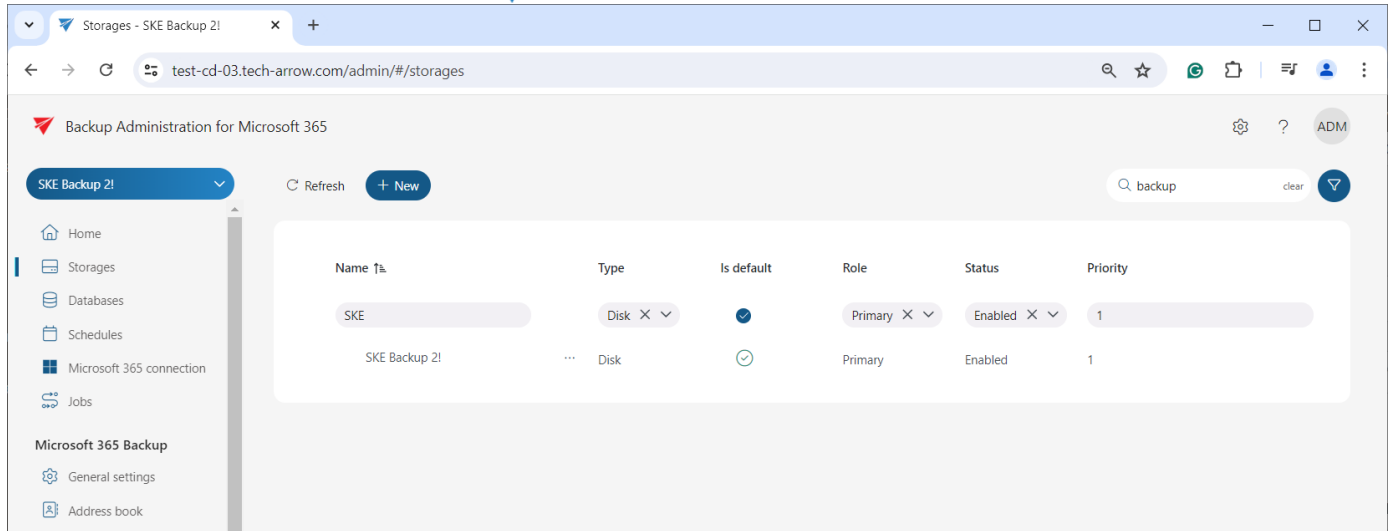 Storages - SKE Backup 2!
test-cd-03.tech-arrow.com/admin/#/storages
Backup Administration for Microsoft 365
ADM
SKE Backup 2!
Refresh
+ New
backup
clear
Home
Storages
Databases
Schedules
Microsoft 365 connection
Jobs
Microsoft 365 Backup
General settings
Address book
Name Type Is default Role Status Priority
SKE Disk Primary Enabled 1
SKE Backup 2! ... Disk Primary Enabled 1